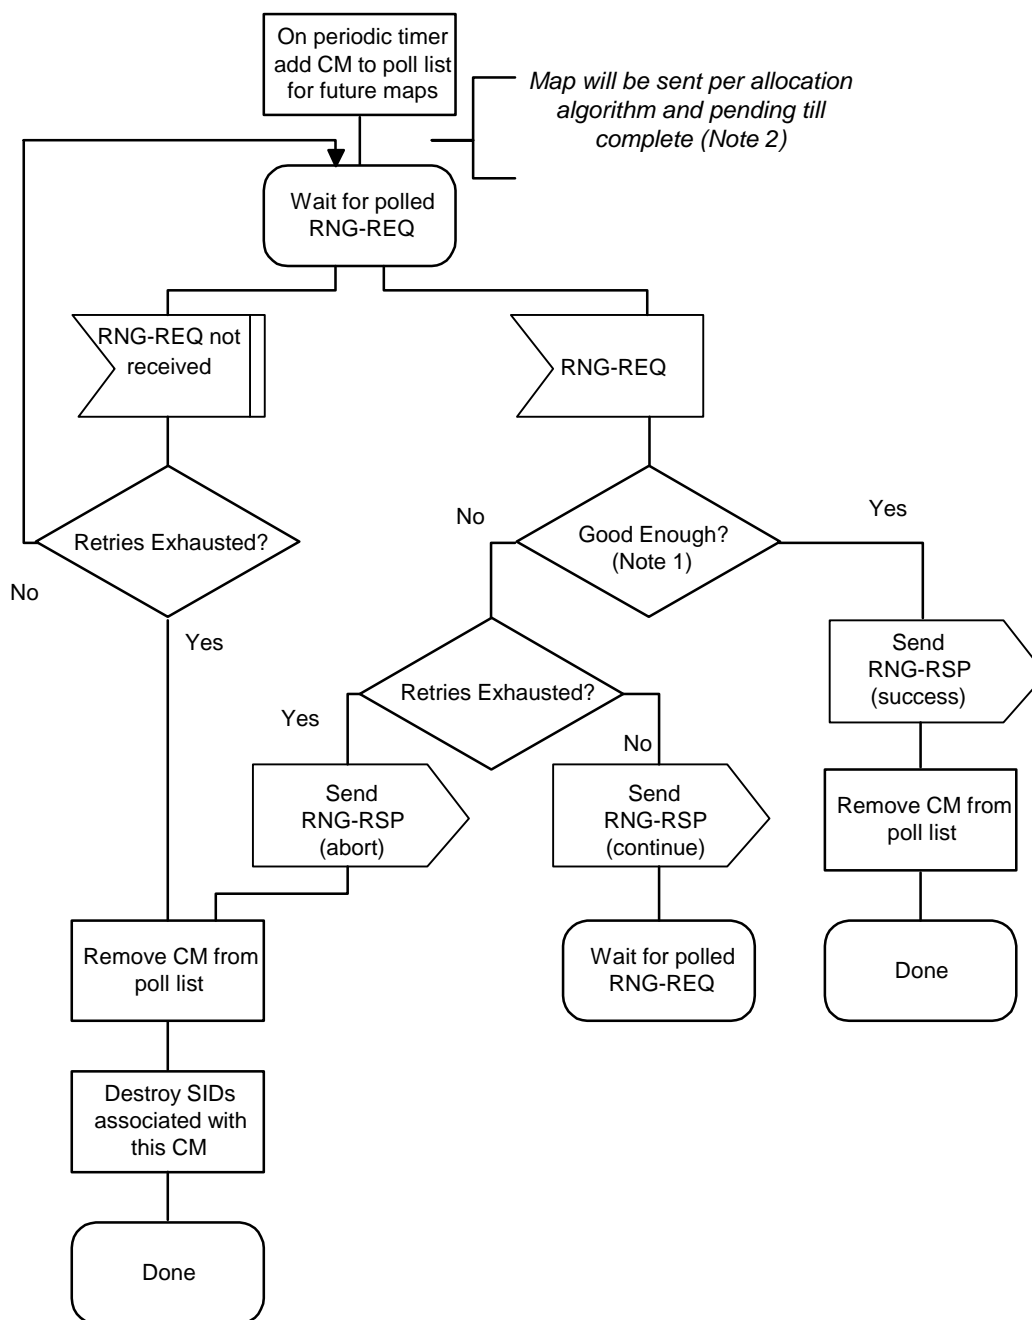 On periodic timer
add CM to poll list
for future maps
Map will be sent per allocation
algorithm and pending till
complete (Note 2)
Wait for polled
RNG-REQ
RNG-REQ not
received
RNG-REQ
Retries Exhausted?
No
Yes
No
Good Enough?
(Note 1)
Yes
Retries Exhausted?
Yes
No
Send
RNG-RSP
(success)
Send
RNG-RSP
(abort)
Send
RNG-RSP
(continue)
Remove CM from
poll list
Remove CM from
poll list
Wait for polled
RNG-REQ
Done
Destroy SIDs
associated with
this CM
Done